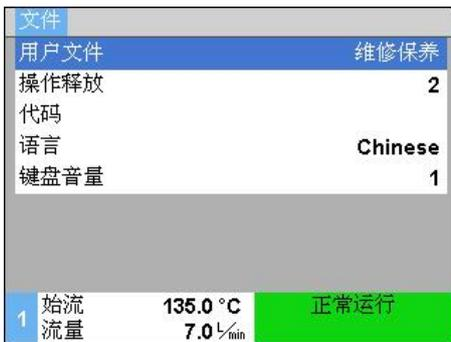 文件
用户文件 维修保养
操作释放 2
代码
语言 Chinese
键盘音量 1
1 始流 135.0 °C 正常运行
流量 7.0 L/min